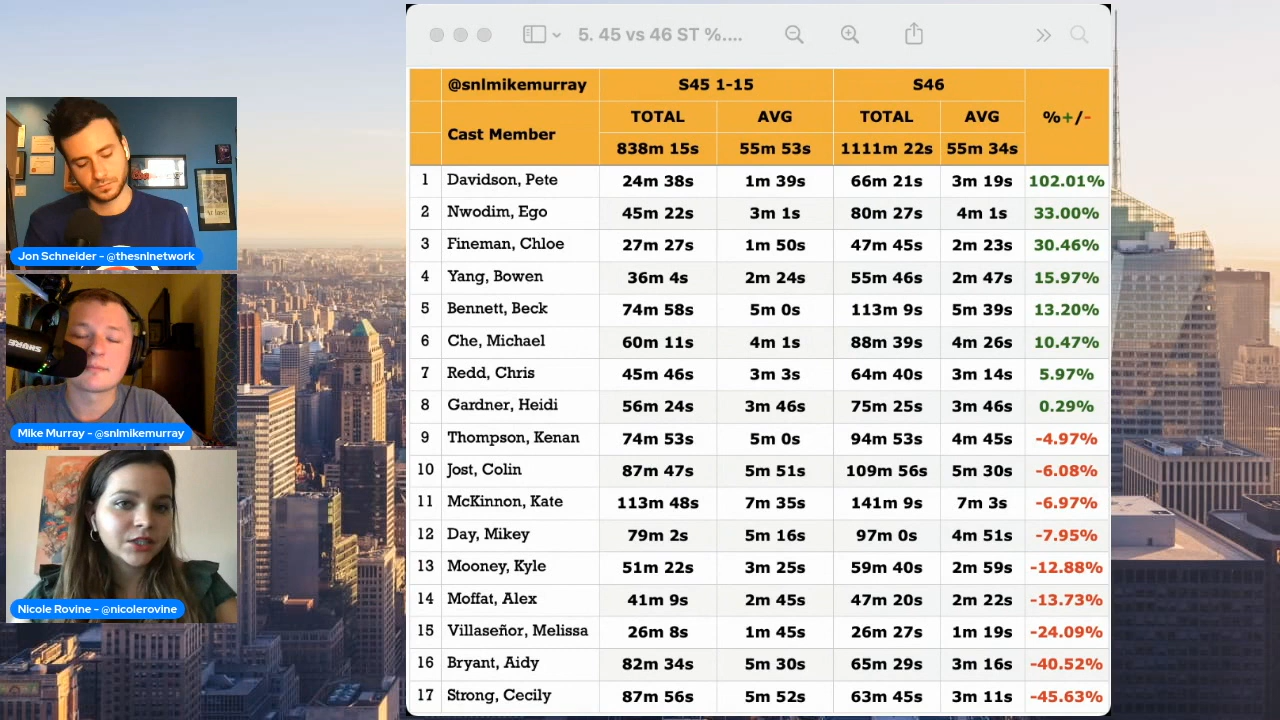 5. 45 vs 46 ST %....
@snlmikemurray S45 1-15 S46 %+/-
Cast Member TOTAL AVG TOTAL AVG
838m 15s 55m 53s 1111m 22s 55m 34s
1 Davidson, Pete 24m 38s 1m 39s 66m 21s 3m 19s 102.01%
2 Nwodim, Ego 45m 22s 3m 1s 80m 27s 4m 1s 33.00%
3 Fineman, Chloe 27m 27s 1m 50s 47m 45s 2m 23s 30.46%
4 Yang, Bowen 36m 4s 2m 24s 55m 46s 2m 47s 15.97%
5 Bennett, Beck 74m 58s 5m 0s 113m 9s 5m 39s 13.20%
6 Che, Michael 60m 11s 4m 1s 88m 39s 4m 26s 10.47%
7 Redd, Chris 45m 46s 3m 3s 64m 40s 3m 14s 5.97%
8 Gardner, Heidi 56m 24s 3m 46s 75m 25s 3m 46s 0.29%
9 Thompson, Kenan 74m 53s 5m 0s 94m 53s 4m 45s -4.97%
10 Jost, Colin 87m 47s 5m 51s 109m 56s 5m 30s -6.08%
11 McKinnon, Kate 113m 48s 7m 35s 141m 9s 7m 3s -6.97%
12 Day, Mikey 79m 2s 5m 16s 97m 0s 4m 51s -7.95%
13 Mooney, Kyle 51m 22s 3m 25s 59m 40s 2m 59s -12.88%
14 Moffat, Alex 41m 9s 2m 45s 47m 20s 2m 22s -13.73%
15 Villaseñor, Melissa 26m 8s 1m 45s 26m 27s 1m 19s -24.09%
16 Bryant, Aidy 82m 34s 5m 30s 65m 29s 3m 16s -40.52%
17 Strong, Cecily 87m 56s 5m 52s 63m 45s 3m 11s -45.63%
At last!
Jon Schneider - @thesnlnetwork
SHURE
Mike Murray - @snlmikemurray
Nicole Rovine - @nicolerovine